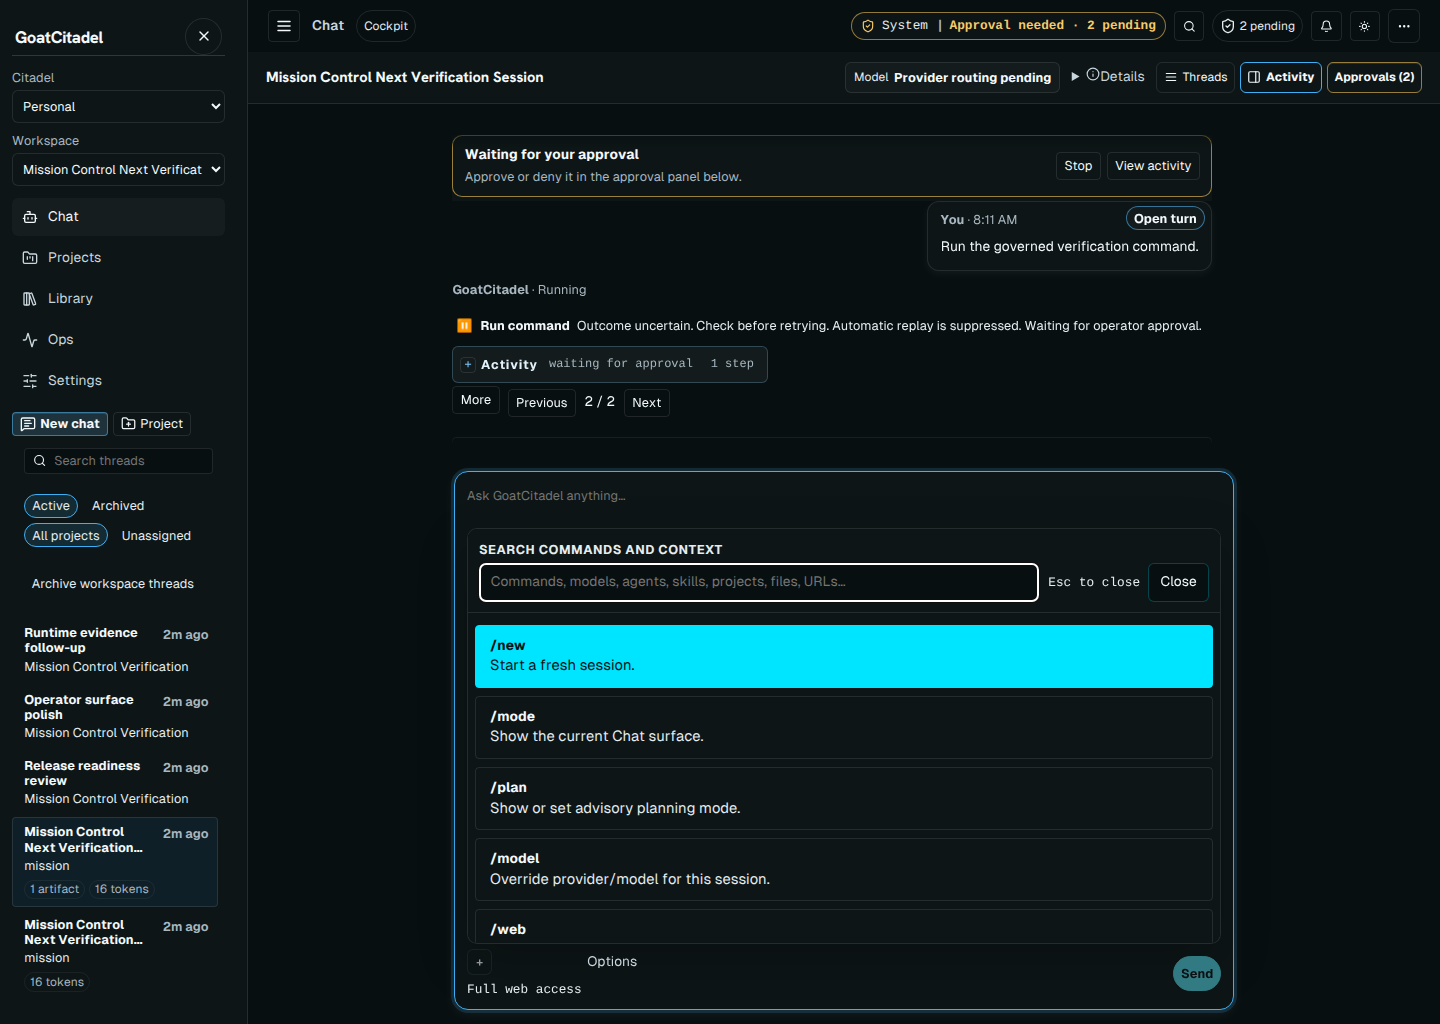 GoatCitadel
Citadel
Personal
Workspace
Mission Control Next Verificat
Chat
Projects
Library
Ops
Settings
New chat
Project
Search threads
Active
Archived
All projects
Unassigned
Archive workspace threads
Runtime evidence follow-up
2m ago
Mission Control Verification
Operator surface polish
2m ago
Mission Control Verification
Release readiness review
2m ago
Mission Control Verification
Mission Control Next Verification...
2m ago
mission
1 artifact
16 tokens
Mission Control Next Verification...
2m ago
mission
16 tokens
Chat
Cockpit
System | Approval needed · 2 pending
2 pending
Mission Control Next Verification Session
Model Provider routing pending
Details
Threads
Activity
Approvals (2)
Waiting for your approval
Approve or deny it in the approval panel below.
Stop
View activity
You · 8:11 AM
Open turn
Run the governed verification command.
GoatCitadel · Running
Run command Outcome uncertain. Check before retrying. Automatic replay is suppressed. Waiting for operator approval.
+ Activity waiting for approval 1 step
More
Previous
2 / 2
Next
Ask GoatCitadel anything...
SEARCH COMMANDS AND CONTEXT
Commands, models, agents, skills, projects, files, URLs...
Esc to close
Close
/new
Start a fresh session.
/mode
Show the current Chat surface.
/plan
Show or set advisory planning mode.
/model
Override provider/model for this session.
/web
+
Options
Full web access
Send